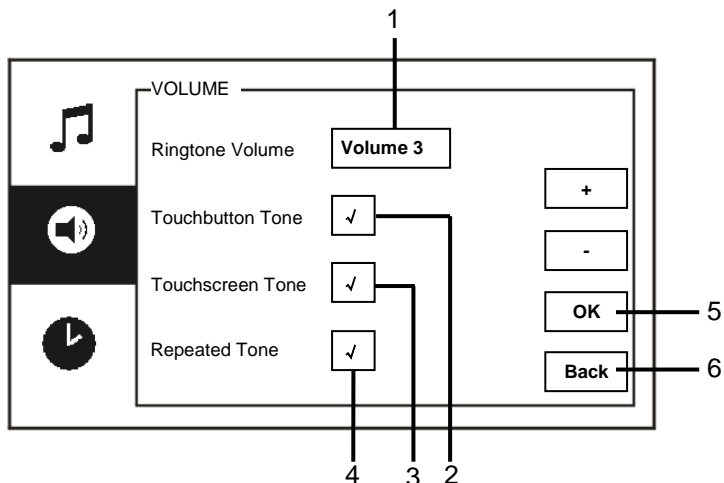 1
VOLUME
Ringtone Volume Volume 3
+
Touchbutton Tone √
-
Touchscreen Tone √
OK 5
Repeated Tone √
Back 6
4 3 2